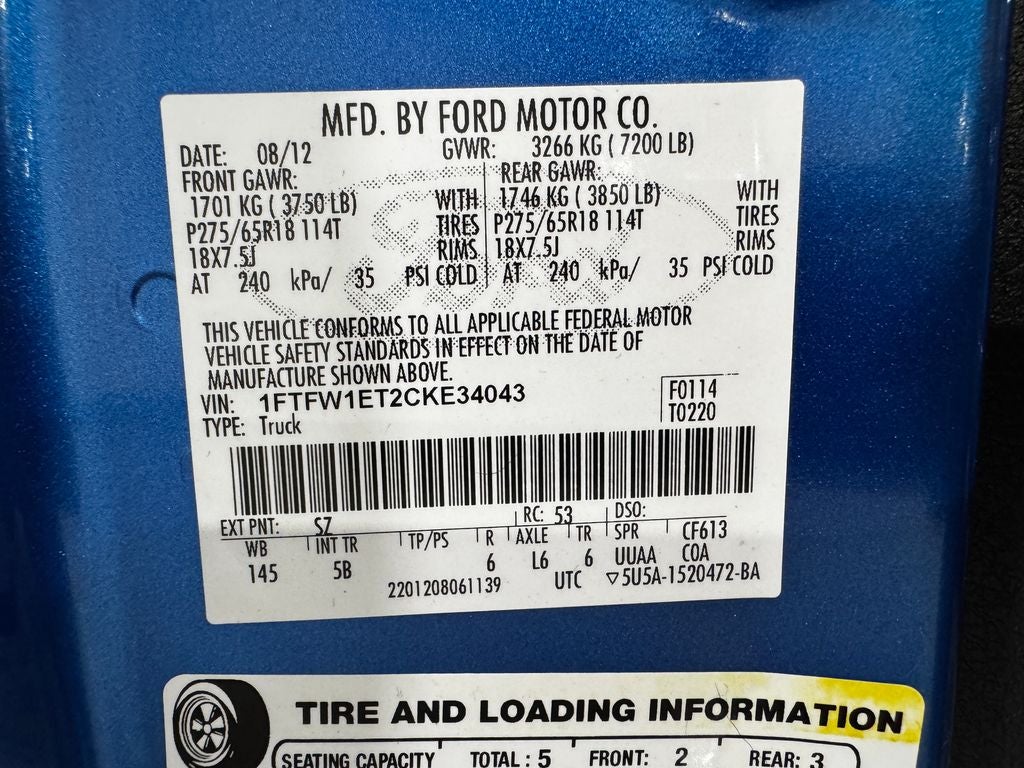 MFD. BY FORD MOTOR CO.
DATE: 08/12 GVWR: 3266 KG ( 7200 LB)
FRONT GAWR: REAR GAWR:
1701 KG ( 3750 LB) WITH 1746 KG ( 3850 LB) WITH
P275/65R18 114T TIRES P275/65R18 114T TIRES
18X7.5J RIMS 18X7.5J RIMS
AT 240 kPa/ 35 PSI COLD AT 240 kPa/ 35 PSI COLD
THIS VEHICLE CONFORMS TO ALL APPLICABLE FEDERAL MOTOR
VEHICLE SAFETY STANDARDS IN EFFECT ON THE DATE OF
MANUFACTURE SHOWN ABOVE.
VIN: 1FTFW1ET2CKE34043 F0114
TYPE: Truck T0220
EXT PNT: SZ RC: 53 DSO:
WB INT TR TP/PS R AXLE TR SPR CF613
145 5B 6 L6 6 UUAA COA
2201208061139 UTC ▽5U5A-1520472-BA
TIRE AND LOADING INFORMATION
SEATING CAPACITY TOTAL : 5 FRONT: 2 REAR: 3